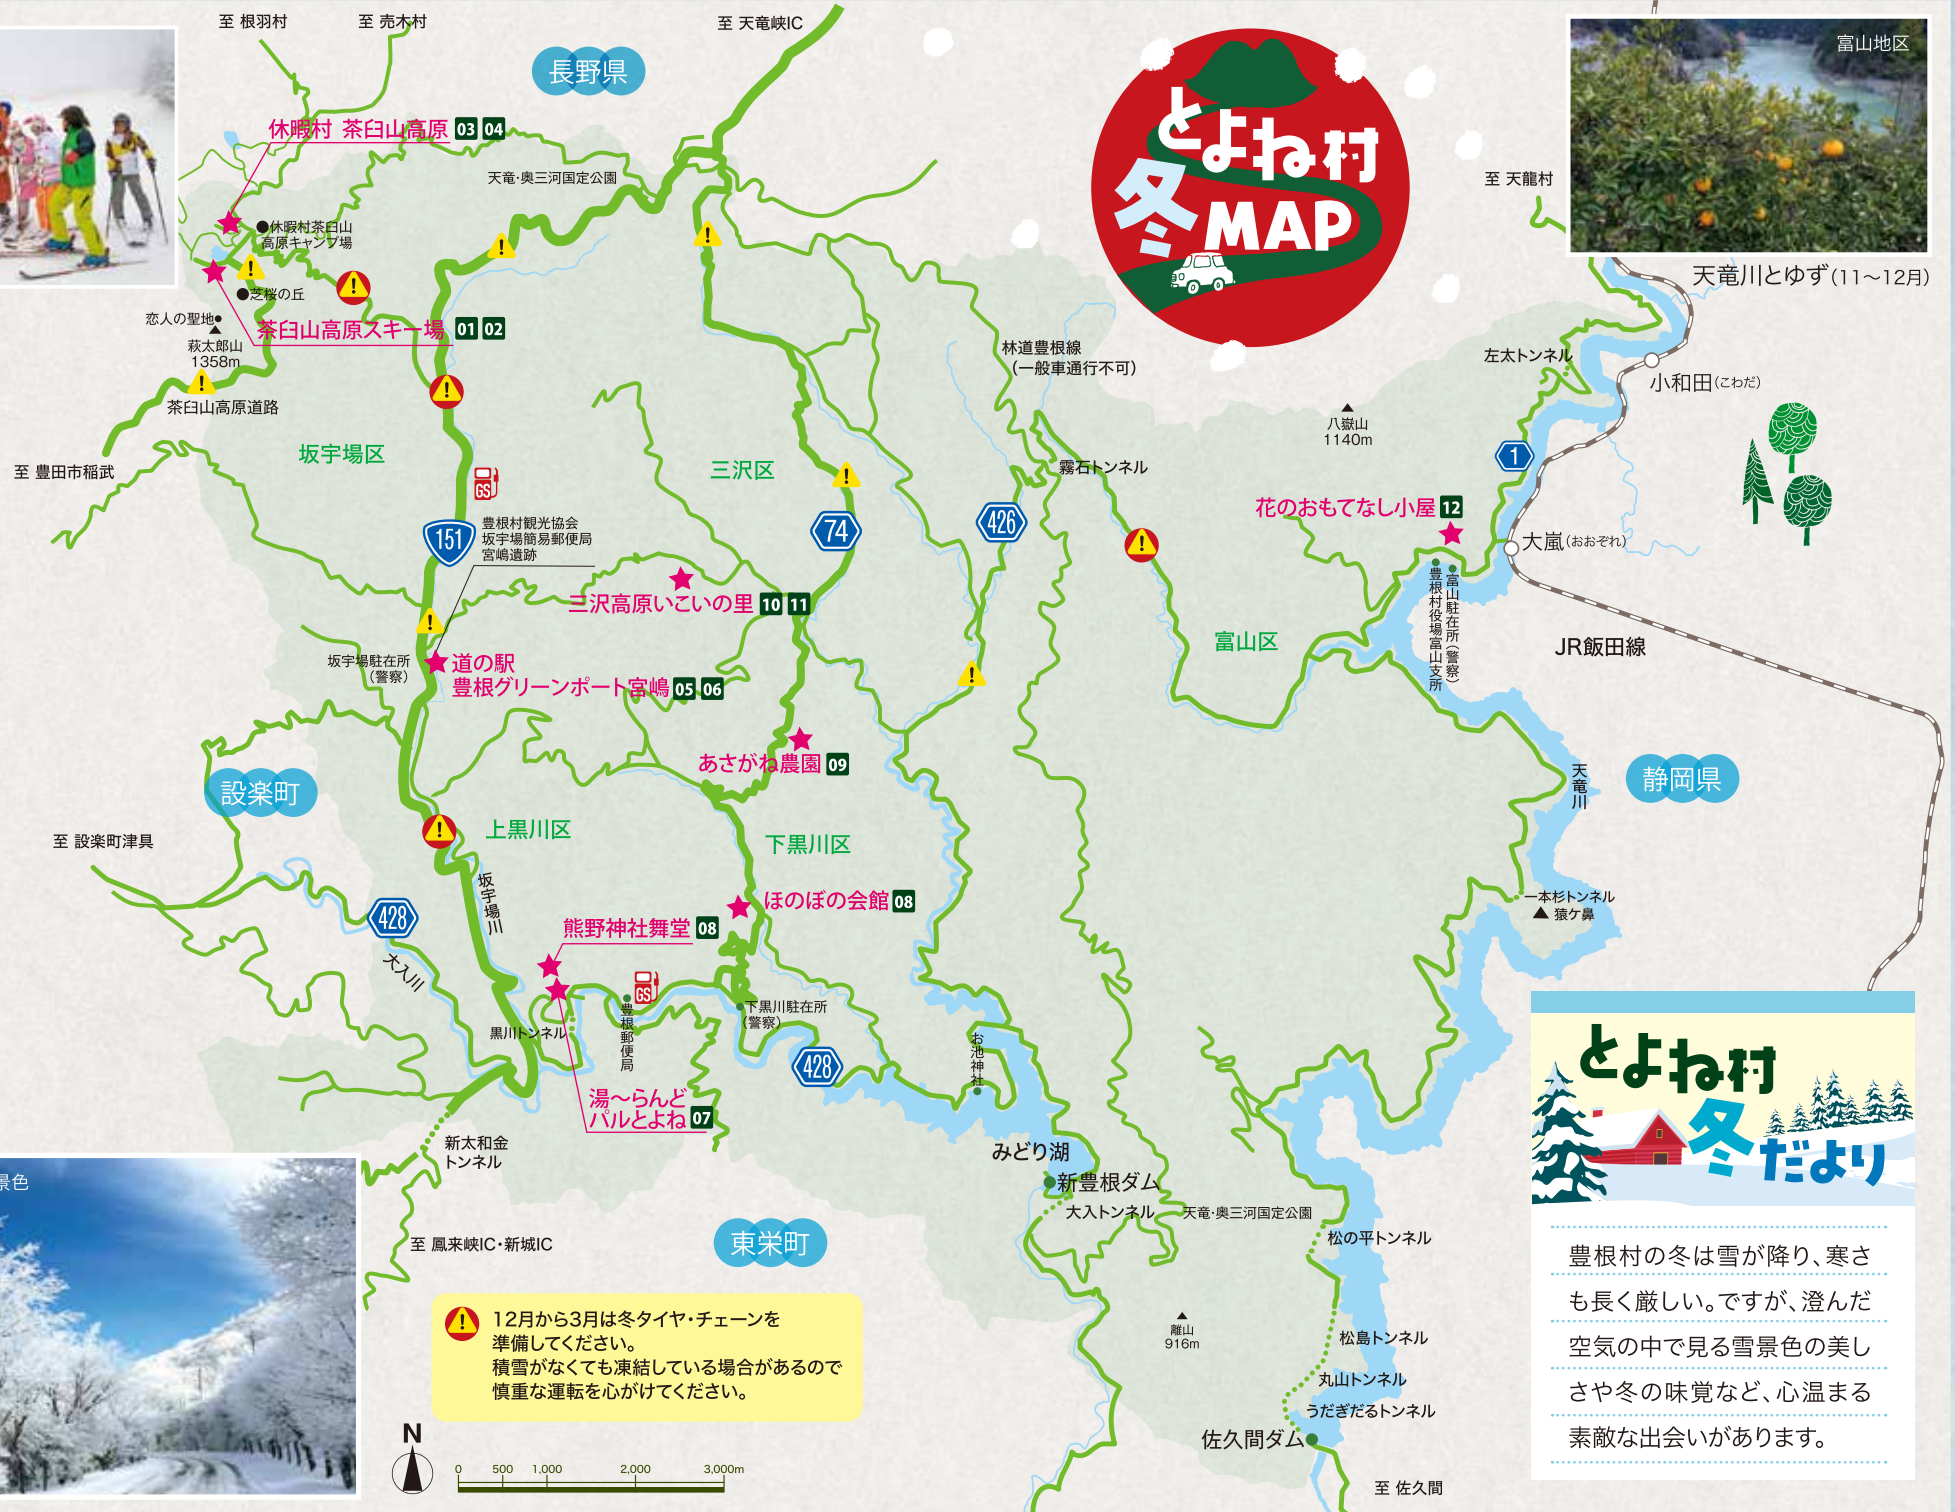 至 根羽村
至 売木村
至 天竜峡IC
長野県
富山地区
とよね村
冬
MAP
休暇村 茶臼山高原 03 04
天竜・奥三河国定公園
至 天龍村
●休暇村茶臼山
高原キャンプ場
天竜川とゆず(11〜12月)
●芝桜の丘
恋人の聖地●
萩太郎山
1358m
茶臼山高原スキー場 01 02
林道豊根線
(一般車通行不可)
左太トンネル
小和田(こわだ)
茶臼山高原道路
八嶽山
1140m
至 豊田市稲武
坂宇場区
三沢区
霧石トンネル
1
GS
花のおもてなし小屋 12
151
豊根村観光協会
坂宇場簡易郵便局
宮嶋遺跡
74
426
大嵐(おおぞれ)
三沢高原いこいの里 10 11
豊根村役場富山支所
富山駐在所(警察)
富山区
JR飯田線
坂宇場駐在所
(警察)
道の駅
豊根グリーンポート宮嶋 05 06
あさがね農園 09
設楽町
天竜川
静岡県
上黒川区
下黒川区
至 設楽町津具
坂宇場川
428
大入川
ほのぼの会館 08
熊野神社舞堂 08
一本杉トンネル
猿ケ鼻
GS
豊根郵便局
下黒川駐在所
(警察)
黒川トンネル
428
お池神社
湯〜らんど
パルとよね 07
新太和金
トンネル
みどり湖
新豊根ダム
大入トンネル
天竜・奥三河国定公園
景色
至 鳳来峡IC・新城IC
東栄町
松の平トンネル
離山
916m
松島トンネル
丸山トンネル
うだぎだるトンネル
佐久間ダム
至 佐久間
12月から3月は冬タイヤ・チェーンを
準備してください。
積雪がなくても凍結している場合があるので
慎重な運転を心がけてください。
N
0 500 1,000 2,000 3,000m
とよね村
冬だより
豊根村の冬は雪が降り、寒さ
も長く厳しい。ですが、澄んだ
空気の中で見る雪景色の美し
さや冬の味覚など、心温まる
素敵な出会いがあります。